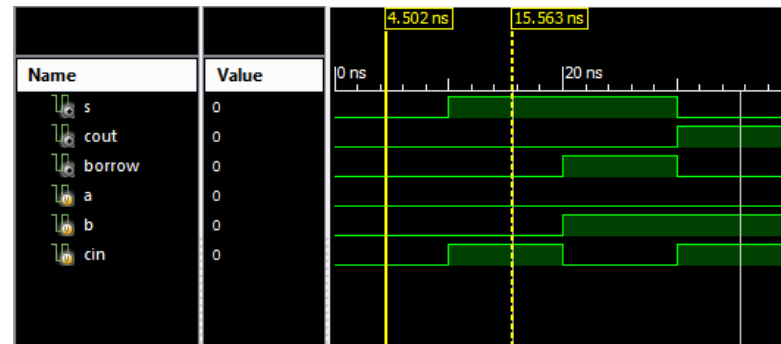 4.502 ns 15.563 ns
Name Value 0 ns 20 ns
s 0
cout 0
borrow 0
a 0
b 0
cin 0